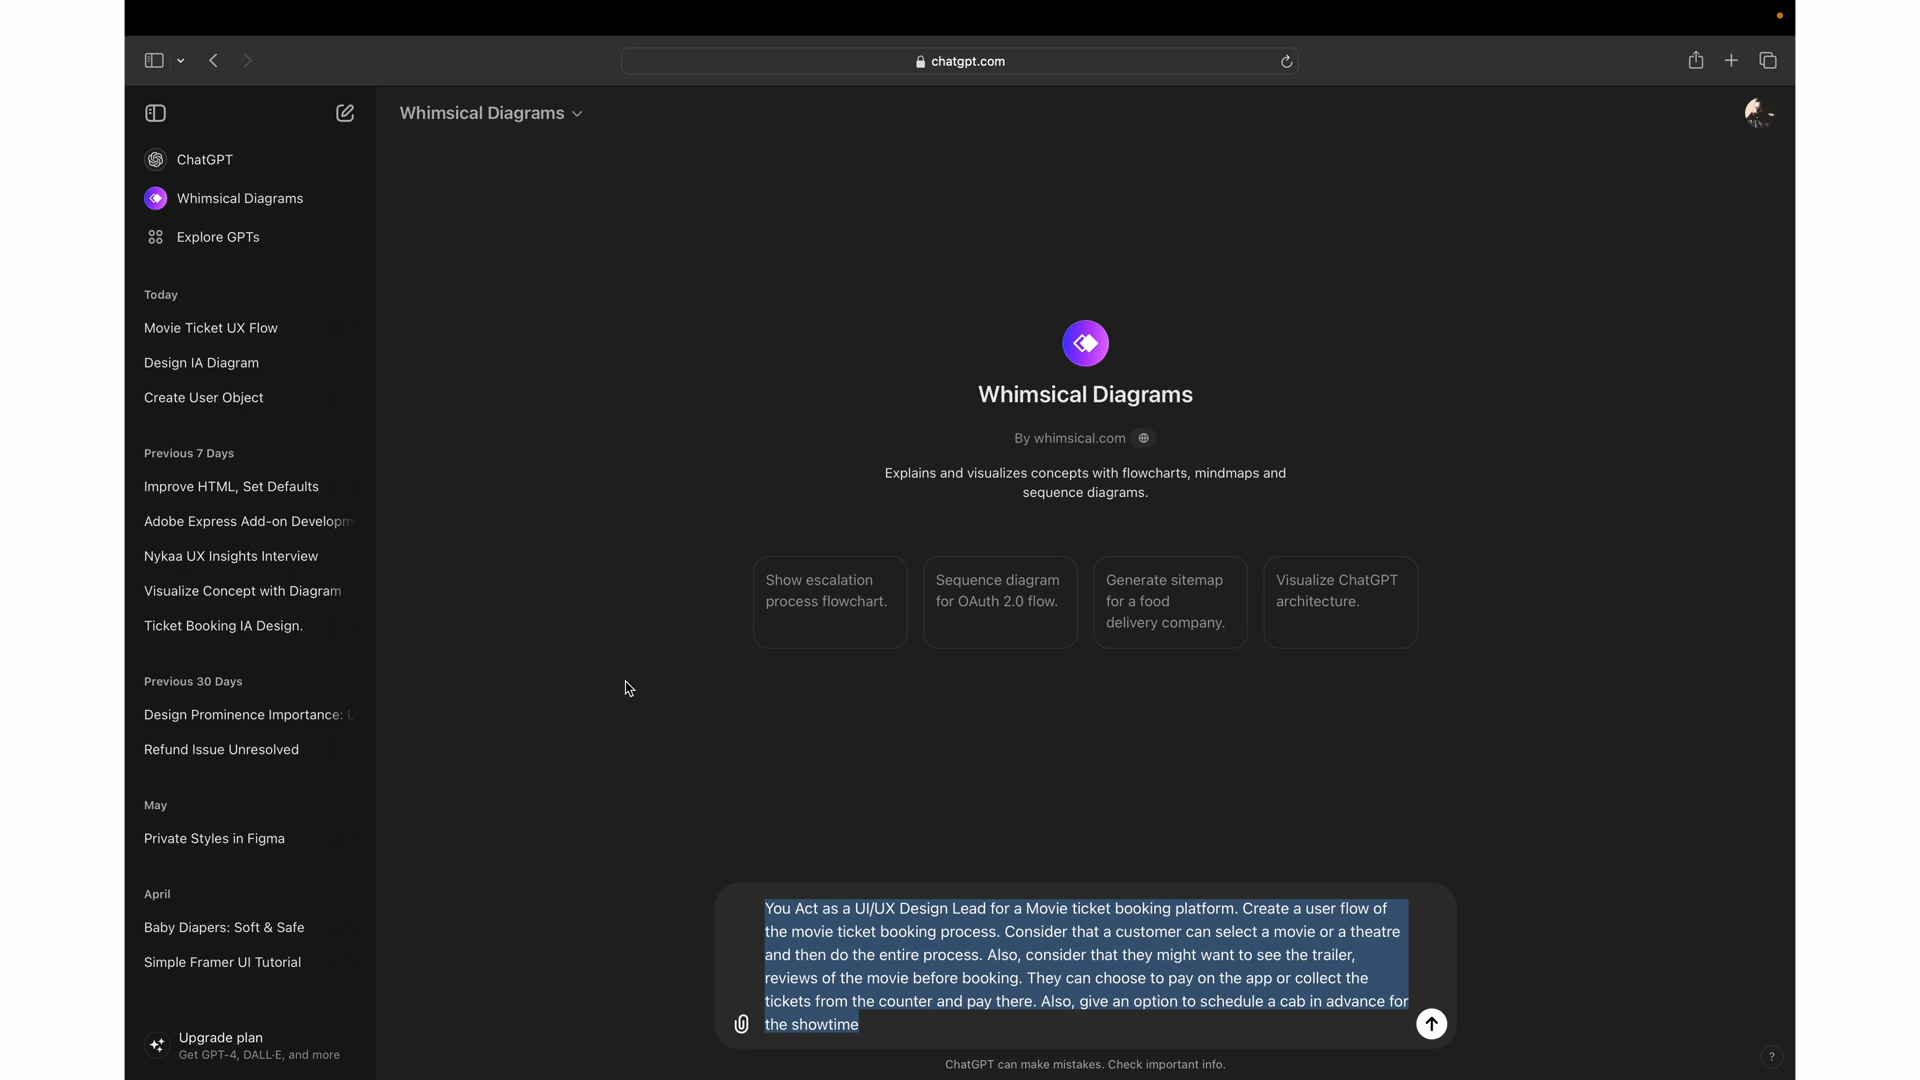 chatgpt.com
Whimsical Diagrams
ChatGPT
Whimsical Diagrams
Explore GPTs
Today
Movie Ticket UX Flow
Design IA Diagram
Create User Object
Previous 7 Days
Improve HTML, Set Defaults
Adobe Express Add-on Developm
Nykaa UX Insights Interview
Visualize Concept with Diagram
Ticket Booking IA Design.
Previous 30 Days
Design Prominence Importance: U
Refund Issue Unresolved
May
Private Styles in Figma
April
Baby Diapers: Soft & Safe
Simple Framer UI Tutorial
Upgrade plan
Get GPT-4, DALL·E, and more
Whimsical Diagrams
By whimsical.com
Explains and visualizes concepts with flowcharts, mindmaps and
sequence diagrams.
Show escalation
process flowchart.
Sequence diagram
for OAuth 2.0 flow.
Generate sitemap
for a food
delivery company.
Visualize ChatGPT
architecture.
You Act as a UI/UX Design Lead for a Movie ticket booking platform. Create a user flow of
the movie ticket booking process. Consider that a customer can select a movie or a theatre
and then do the entire process. Also, consider that they might want to see the trailer,
reviews of the movie before booking. They can choose to pay on the app or collect the
tickets from the counter and pay there. Also, give an option to schedule a cab in advance for
the showtime
ChatGPT can make mistakes. Check important info.
?